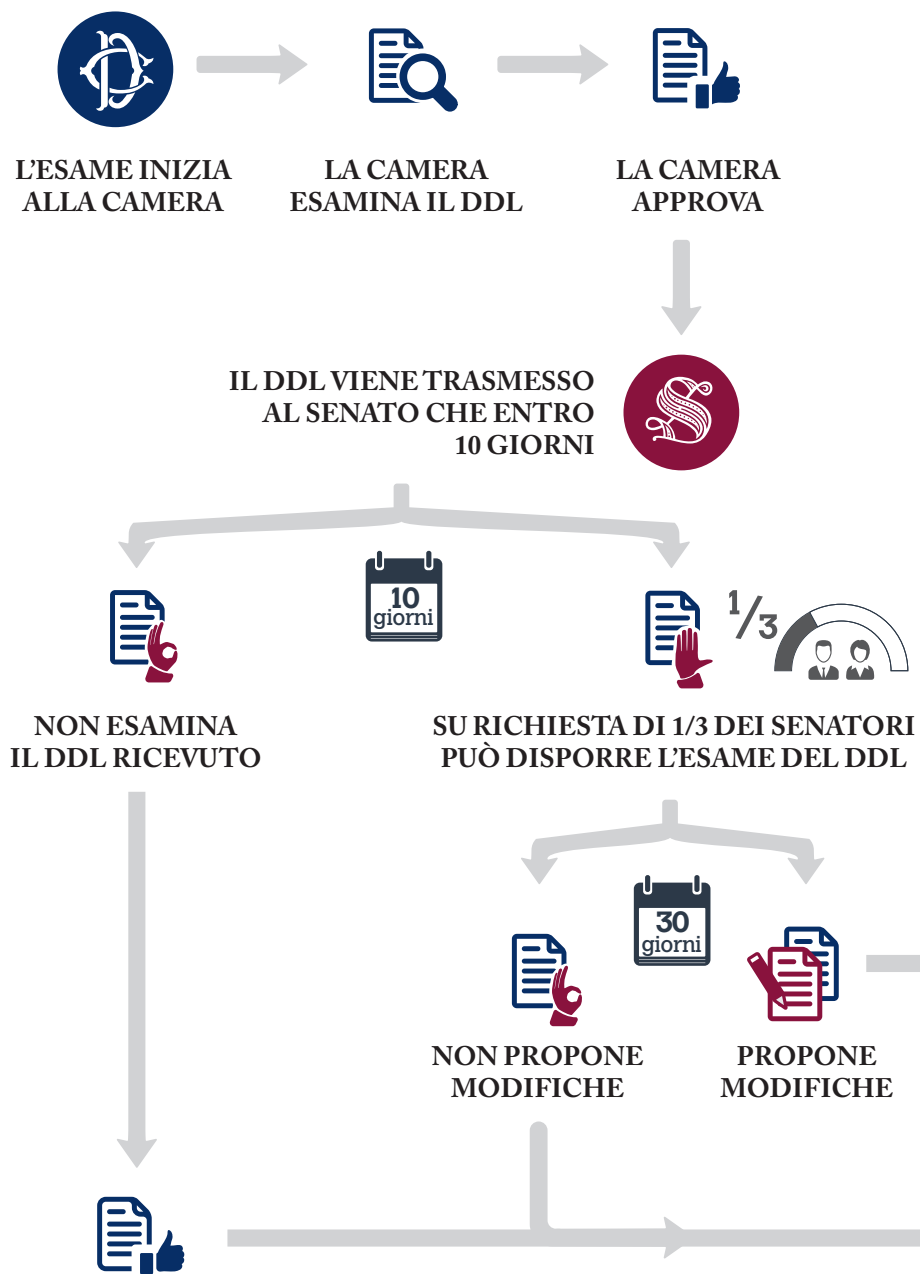 L'ESAME INIZIA
ALLA CAMERA
LA CAMERA
ESAMINA IL DDL
LA CAMERA
APPROVA
IL DDL VIENE TRASMESSO
AL SENATO CHE ENTRO
10 GIORNI
10
giorni
1/3
NON ESAMINA
IL DDL RICEVUTO
SU RICHIESTA DI 1/3 DEI SENATORI
PUÒ DISPORRE L'ESAME DEL DDL
30
giorni
NON PROPONE
MODIFICHE
PROPONE
MODIFICHE